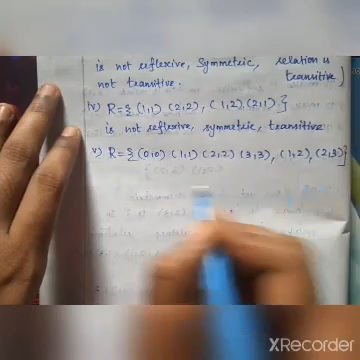 is not reflexive, Symmetric, relation is
not transitive. transitive)
iv) R={ (1,1) (2,2), (1,2), (2,1), }
is not reflexive, symmetric, transitive
v) R={ (0,0) (1,1) (2,2) (3,3), (1,2), (2,3)}
XRecorder